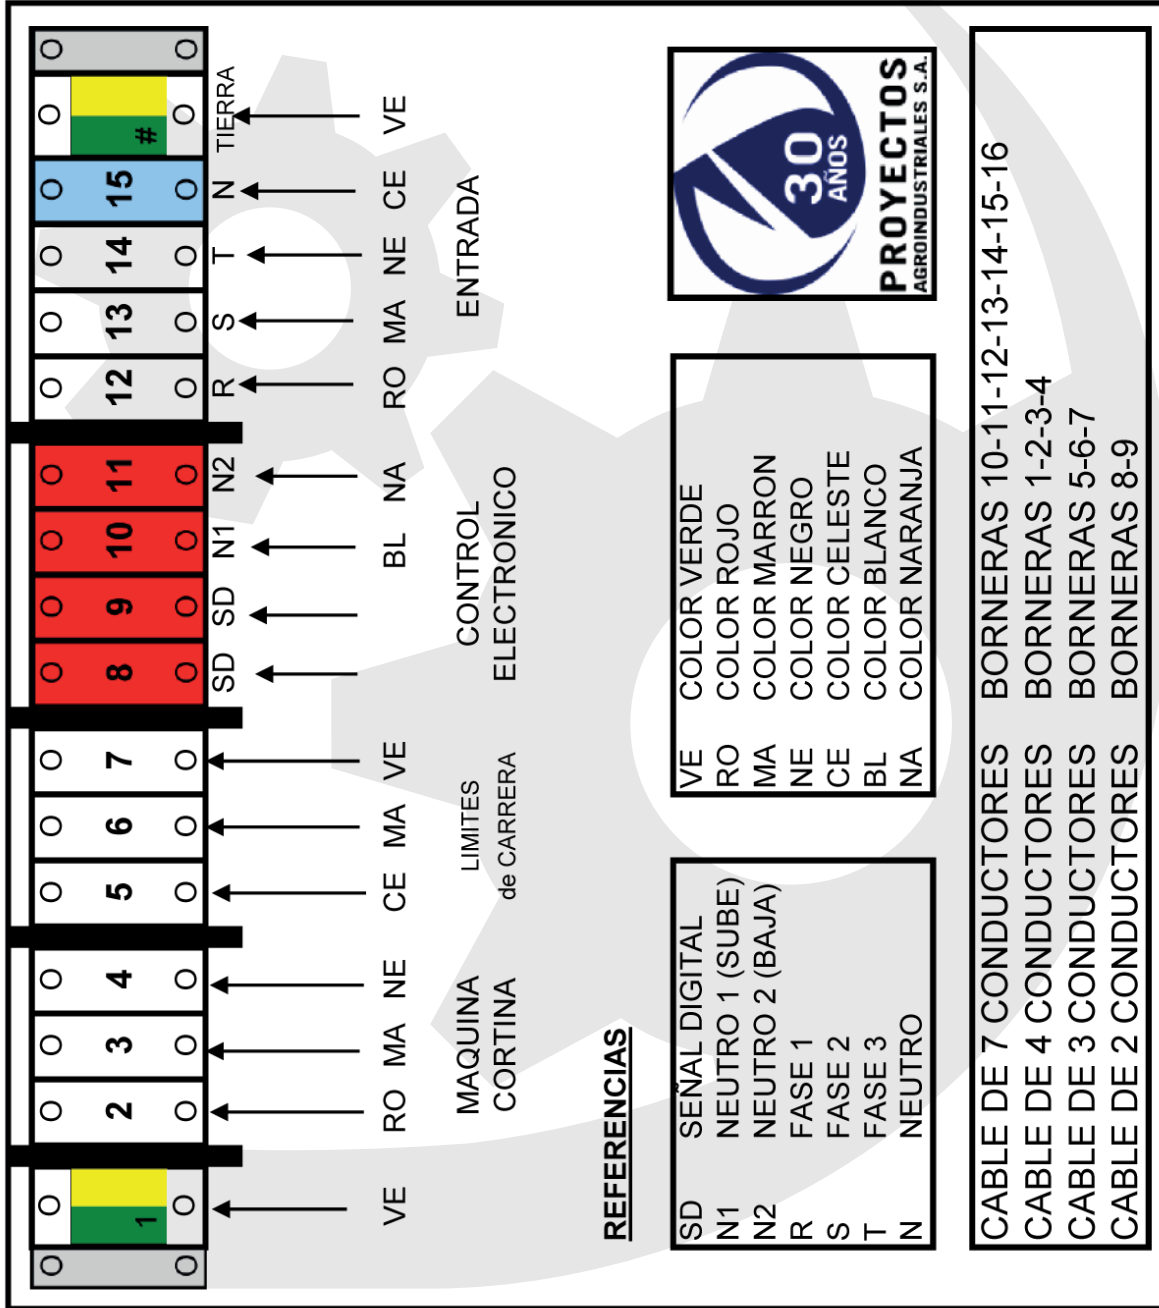 1 2 3 4 5 6 7 8 9 10 11 12 13 14 15 #
SD SD N1 N2 R S T N TIERRA
VE RO MA NE CE MA VE BL NA RO MA NE CE VE
MAQUINA
CORTINA
LIMITES
de CARRERA
CONTROL
ELECTRONICO
ENTRADA
REFERENCIAS
SD SEÑAL DIGITAL
N1 NEUTRO 1 (SUBE)
N2 NEUTRO 2 (BAJA)
R FASE 1
S FASE 2
T FASE 3
N NEUTRO
VE COLOR VERDE
RO COLOR ROJO
MA COLOR MARRON
NE COLOR NEGRO
CE COLOR CELESTE
BL COLOR BLANCO
NA COLOR NARANJA
30
AÑOS
PROYECTOS
AGROINDUSTRIALES S.A.
CABLE DE 7 CONDUCTORES BORNERAS 10-11-12-13-14-15-16
CABLE DE 4 CONDUCTORES BORNERAS 1-2-3-4
CABLE DE 3 CONDUCTORES BORNERAS 5-6-7
CABLE DE 2 CONDUCTORES BORNERAS 8-9